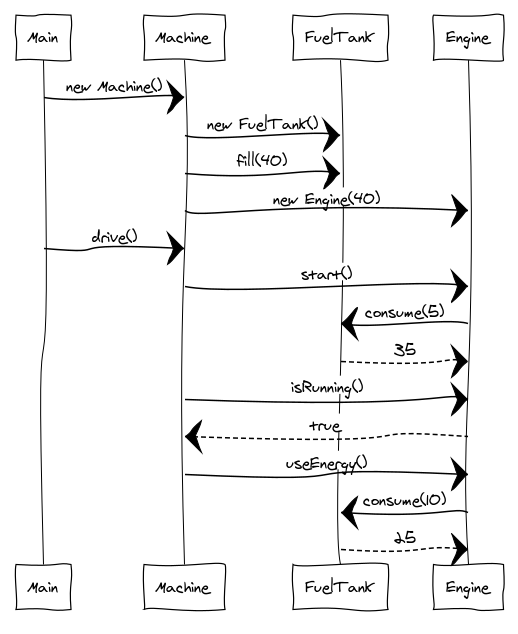 Main Machine FuelTank Engine
new Machine()
new FuelTank()
fill(40)
new Engine(40)
drive()
start()
consume(5)
35
isRunning()
true
useEnergy()
consume(10)
25
Main Machine FuelTank Engine